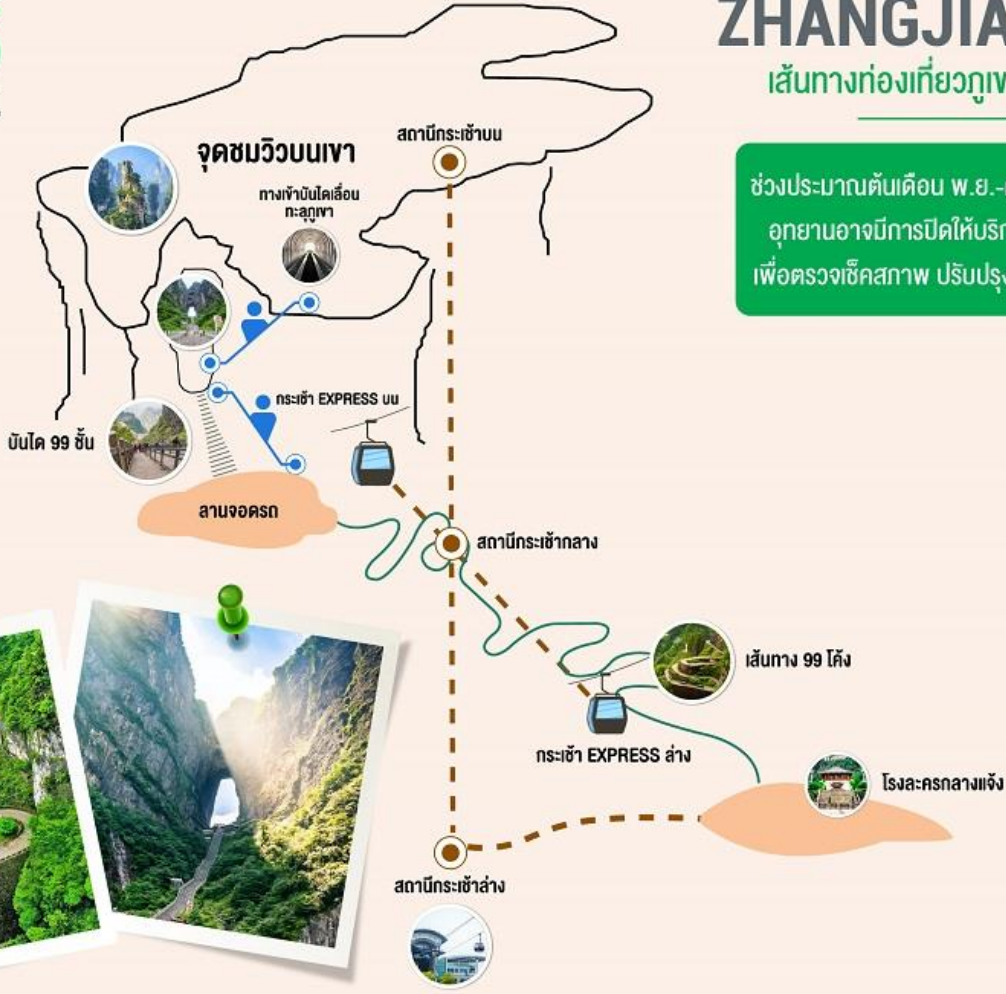 ZHANGJIA
เส้นทางท่องเที่ยวภูเข
ช่วงประมาณต้นเดือน พ.ย.-
อุทยานอาจมีการปิดให้บริก
เพื่อตรวจเช็คสภาพ ปรับปรุง
สถานีกระเช้าบน
จุดชมวิวบนเขา
ทางเข้าบันไดเลื่อน
ทะลุภูเขา
กระเช้า EXPRESS บน
บันได 99 ชั้น
ลานจอดรถ
สถานีกระเช้ากลาง
เส้นทาง 99 โค้ง
กระเช้า EXPRESS ล่าง
โรงละครกลางแจ้ง
สถานีกระเช้าล่าง